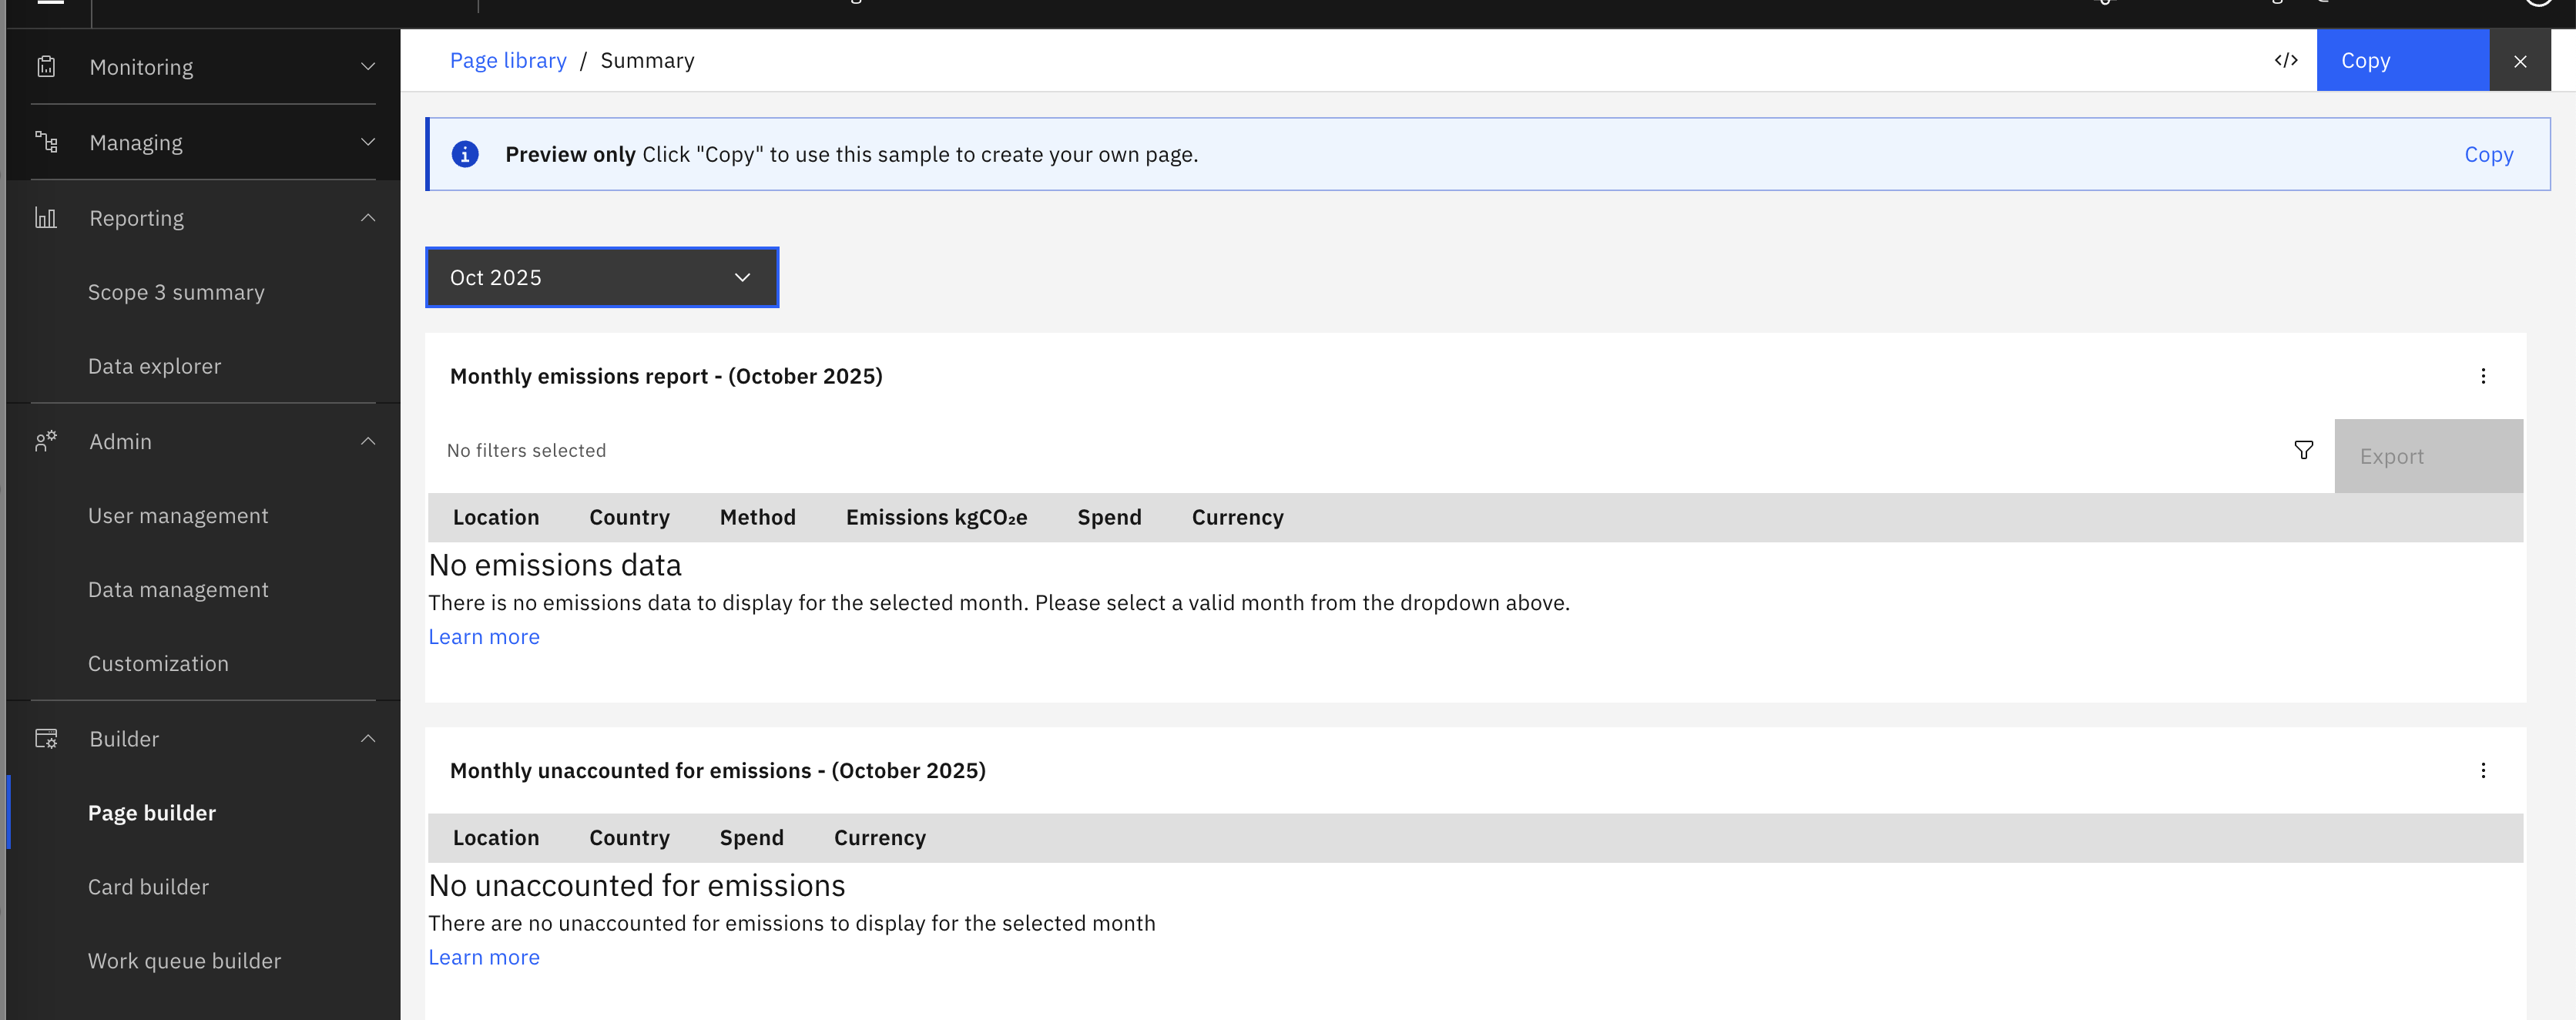 Monitoring
Managing
Reporting
Scope 3 summary
Data explorer
Admin
User management
Data management
Customization
Builder
Page builder
Card builder
Work queue builder
Page library / Summary
</> Copy
Preview only Click "Copy" to use this sample to create your own page. Copy
Oct 2025
Monthly emissions report - (October 2025)
No filters selected
Export
Location Country Method Emissions kgCO₂e Spend Currency
No emissions data
There is no emissions data to display for the selected month. Please select a valid month from the dropdown above.
Learn more
Monthly unaccounted for emissions - (October 2025)
Location Country Spend Currency
No unaccounted for emissions
There are no unaccounted for emissions to display for the selected month
Learn more